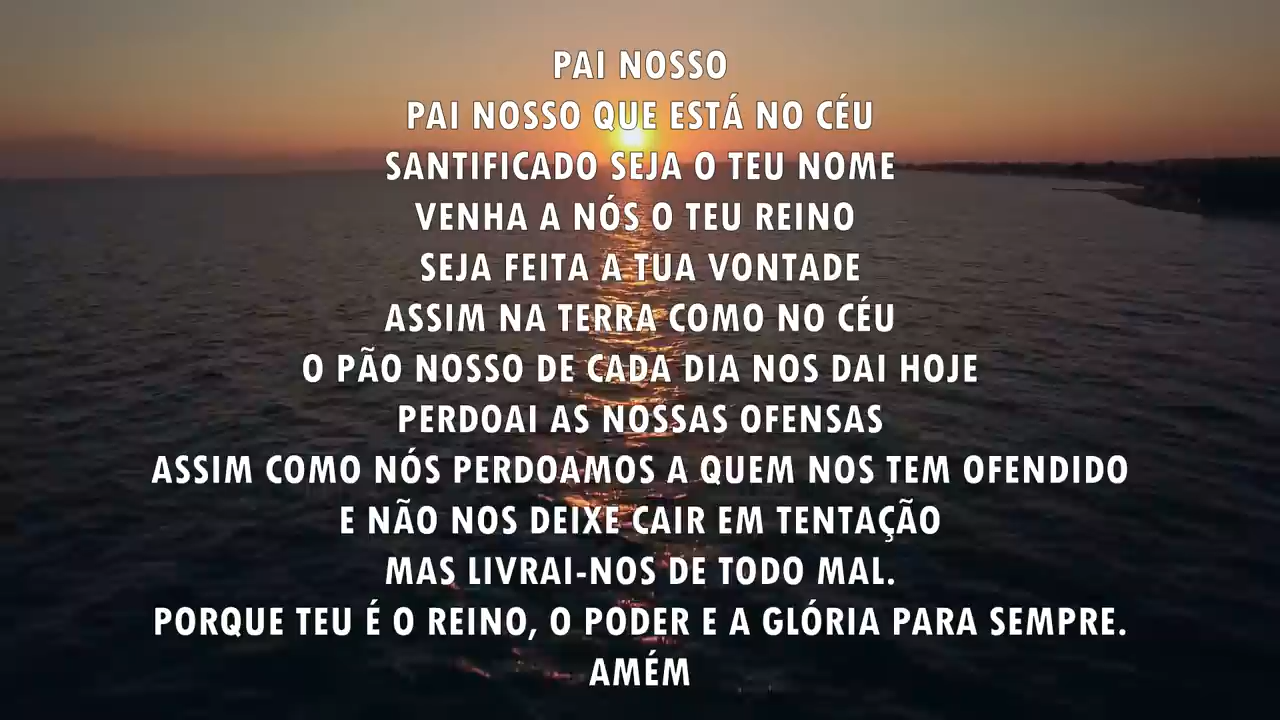 PAI NOSSO
PAI NOSSO QUE ESTÁ NO CÉU
SANTIFICADO SEJA O TEU NOME
VENHA A NÓS O TEU REINO
SEJA FEITA A TUA VONTADE
ASSIM NA TERRA COMO NO CÉU
O PÃO NOSSO DE CADA DIA NOS DAI HOJE
PERDOAI AS NOSSAS OFENSAS
ASSIM COMO NÓS PERDOAMOS A QUEM NOS TEM OFENDIDO
E NÃO NOS DEIXE CAIR EM TENTAÇÃO
MAS LIVRAI-NOS DE TODO MAL.
PORQUE TEU É O REINO, O PODER E A GLÓRIA PARA SEMPRE.
AMÉM